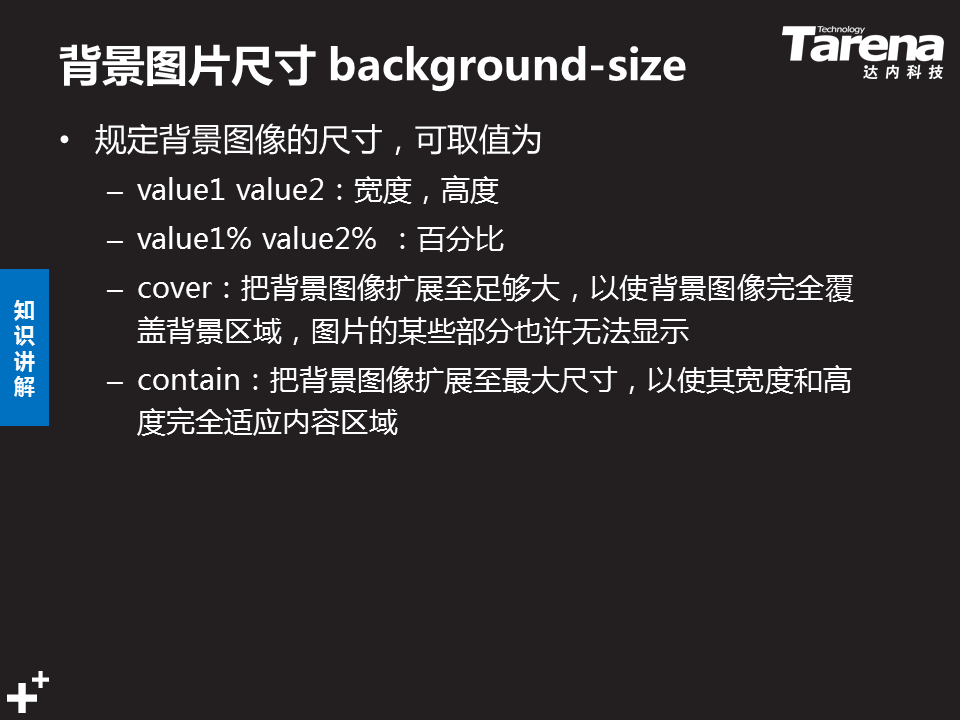 背景图片尺寸 background-size
Technology
Tarena
达内科技
• 规定背景图像的尺寸，可取值为
– value1 value2：宽度，高度
– value1% value2% ：百分比
– cover：把背景图像扩展至足够大，以使背景图像完全覆
盖背景区域，图片的某些部分也许无法显示
– contain：把背景图像扩展至最大尺寸，以使其宽度和高
度完全适应内容区域
知
识
讲
解